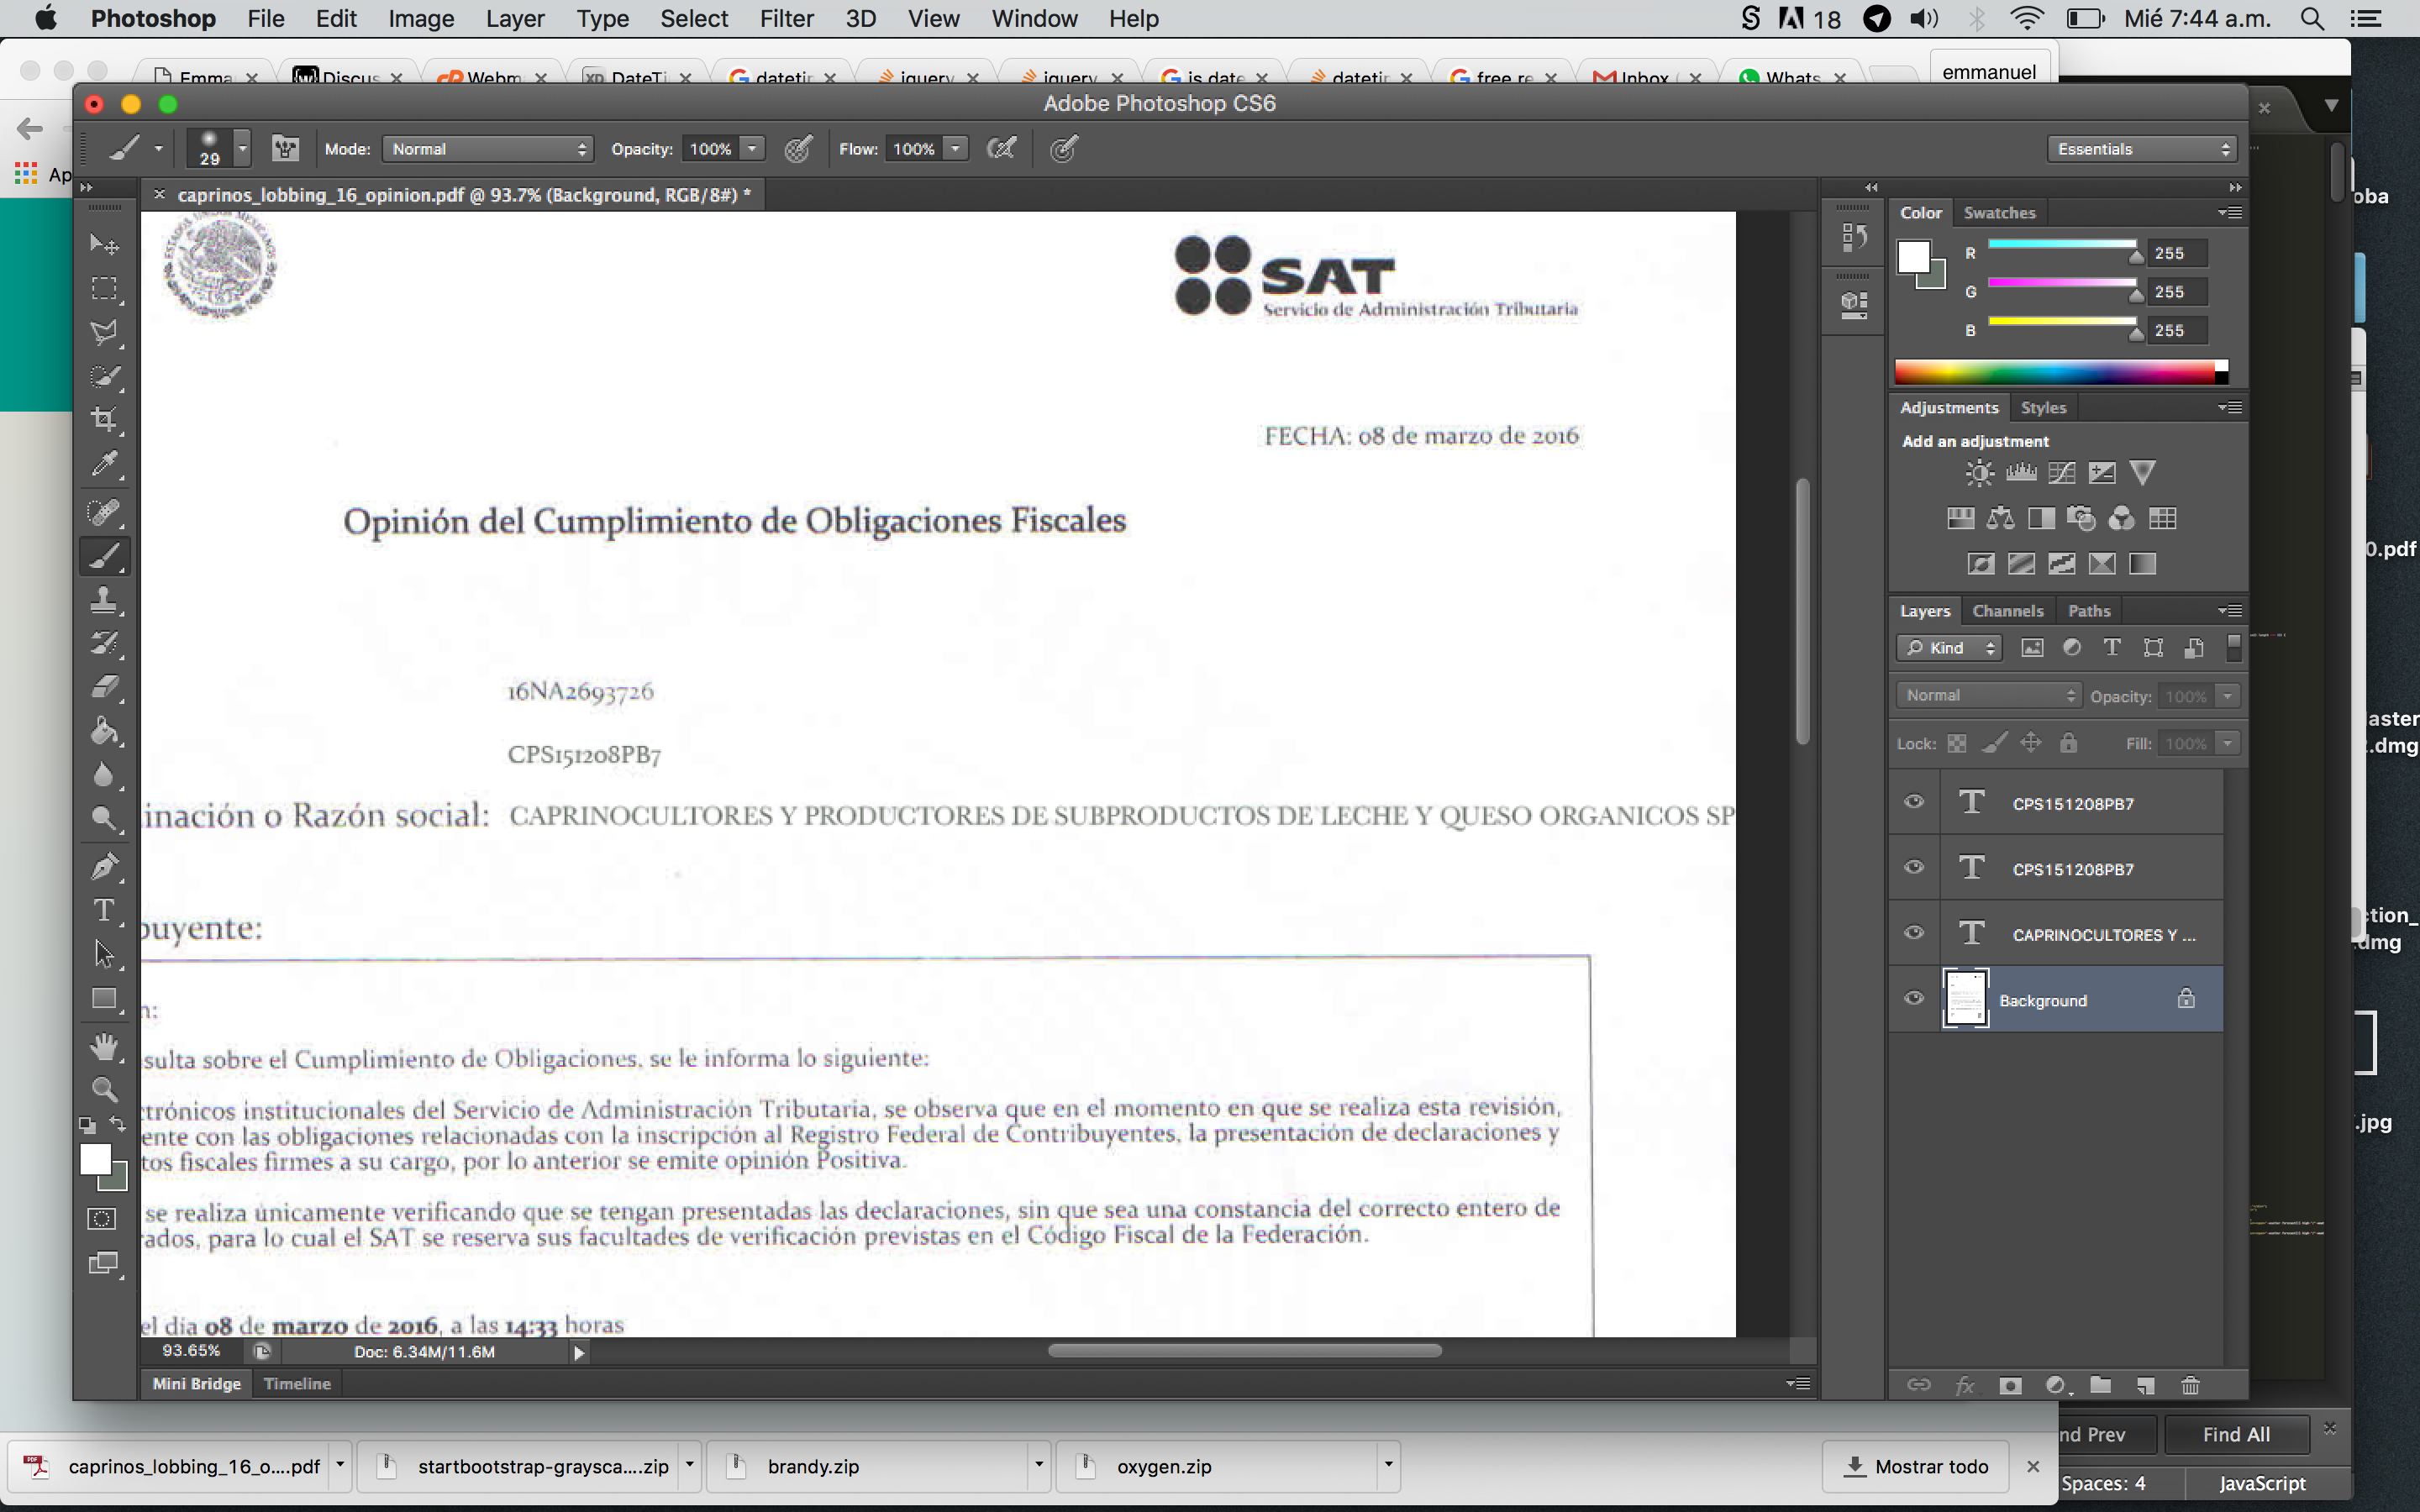 Photoshop File Edit Image Layer Type Select Filter 3D View Window Help 18 Mié 7:44 a.m.
Emma Discus Webm DateTi datetir jquery jquery is date datetir free re Inbox ( Whats emmanuel
Adobe Photoshop CS6
29 Mode: Normal Opacity: 100% Flow: 100% Essentials
Ap
caprinos_lobbing_16_opinion.pdf @ 93.7% (Background, RGB/8#) *
oba
ESTADOS UNIDOS MEXICANOS
SAT
Servicio de Administración Tributaria
FECHA: 08 de marzo de 2016
Opinión del Cumplimiento de Obligaciones Fiscales
16NA2693726
CPS151208PB7
inación o Razón social: CAPRINOCULTORES Y PRODUCTORES DE SUBPRODUCTOS DE LECHE Y QUESO ORGANICOS SP
buyente:
n:
sulta sobre el Cumplimiento de Obligaciones, se le informa lo siguiente:
ctrónicos institucionales del Servicio de Administración Tributaria, se observa que en el momento en que se realiza esta revisión,
ente con las obligaciones relacionadas con la inscripción al Registro Federal de Contribuyentes, la presentación de declaraciones y
tos fiscales firmes a su cargo, por lo anterior se emite opinión Positiva.
se realiza únicamente verificando que se tengan presentadas las declaraciones, sin que sea una constancia del correcto entero de
rados, para lo cual el SAT se reserva sus facultades de verificación previstas en el Código Fiscal de la Federación.
el día 08 de marzo de 2016, a las 14:33 horas
93.65% Doc: 6.34M/11.6M
Mini Bridge Timeline
Color Swatches
R 255
G 255
B 255
Adjustments Styles
Add an adjustment
Layers Channels Paths
Kind
Normal Opacity: 100%
Lock: Fill: 100%
CPS151208PB7
CPS151208PB7
CAPRINOCULTORES Y ...
Background
0.pdf
laster
.dmg
ction_
.dmg
.jpg
nd Prev Find All
caprinos_lobbing_16_o....pdf startbootstrap-graysca....zip brandy.zip oxygen.zip Mostrar todo
Spaces: 4 JavaScript